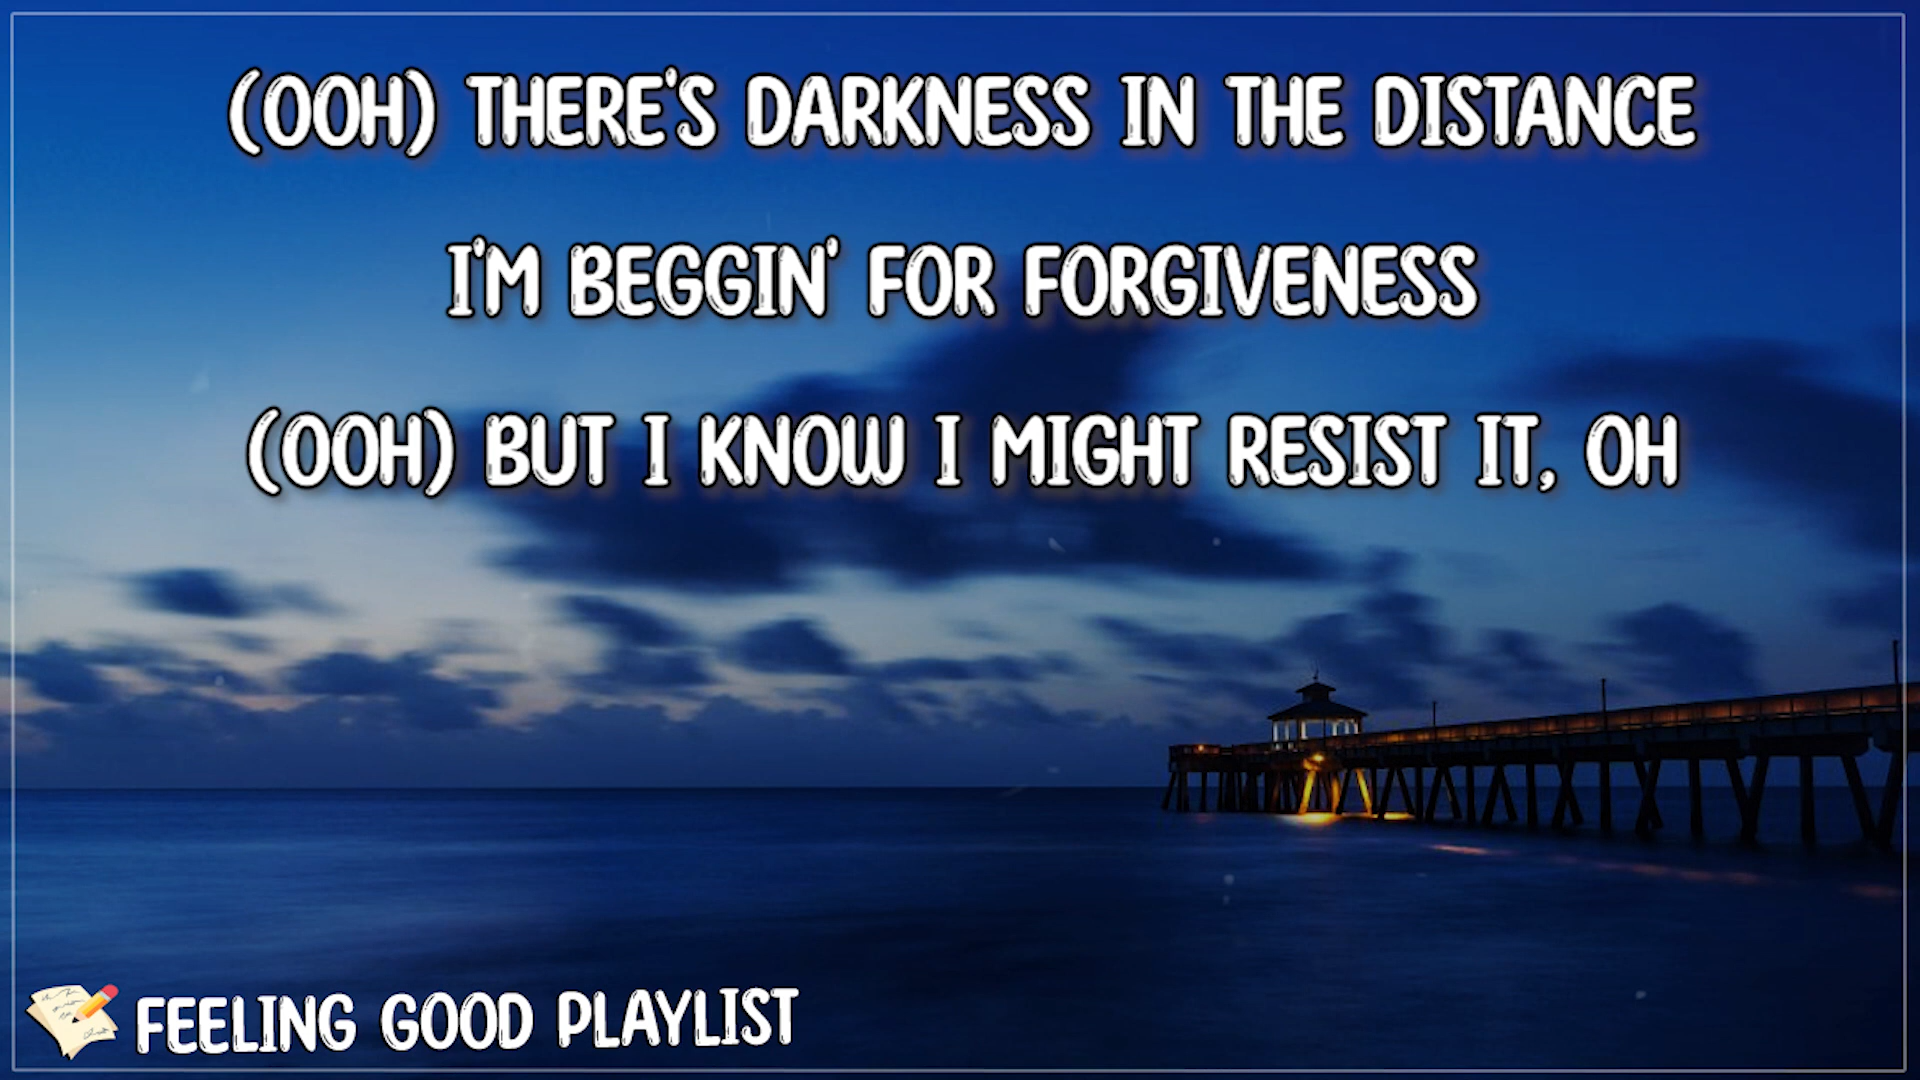 (OOH) THERE'S DARKNESS IN THE DISTANCE
I'M BEGGIN' FOR FORGIVENESS
(OOH) BUT I KNOW I MIGHT RESIST IT, OH
FEELING GOOD PLAYLIST